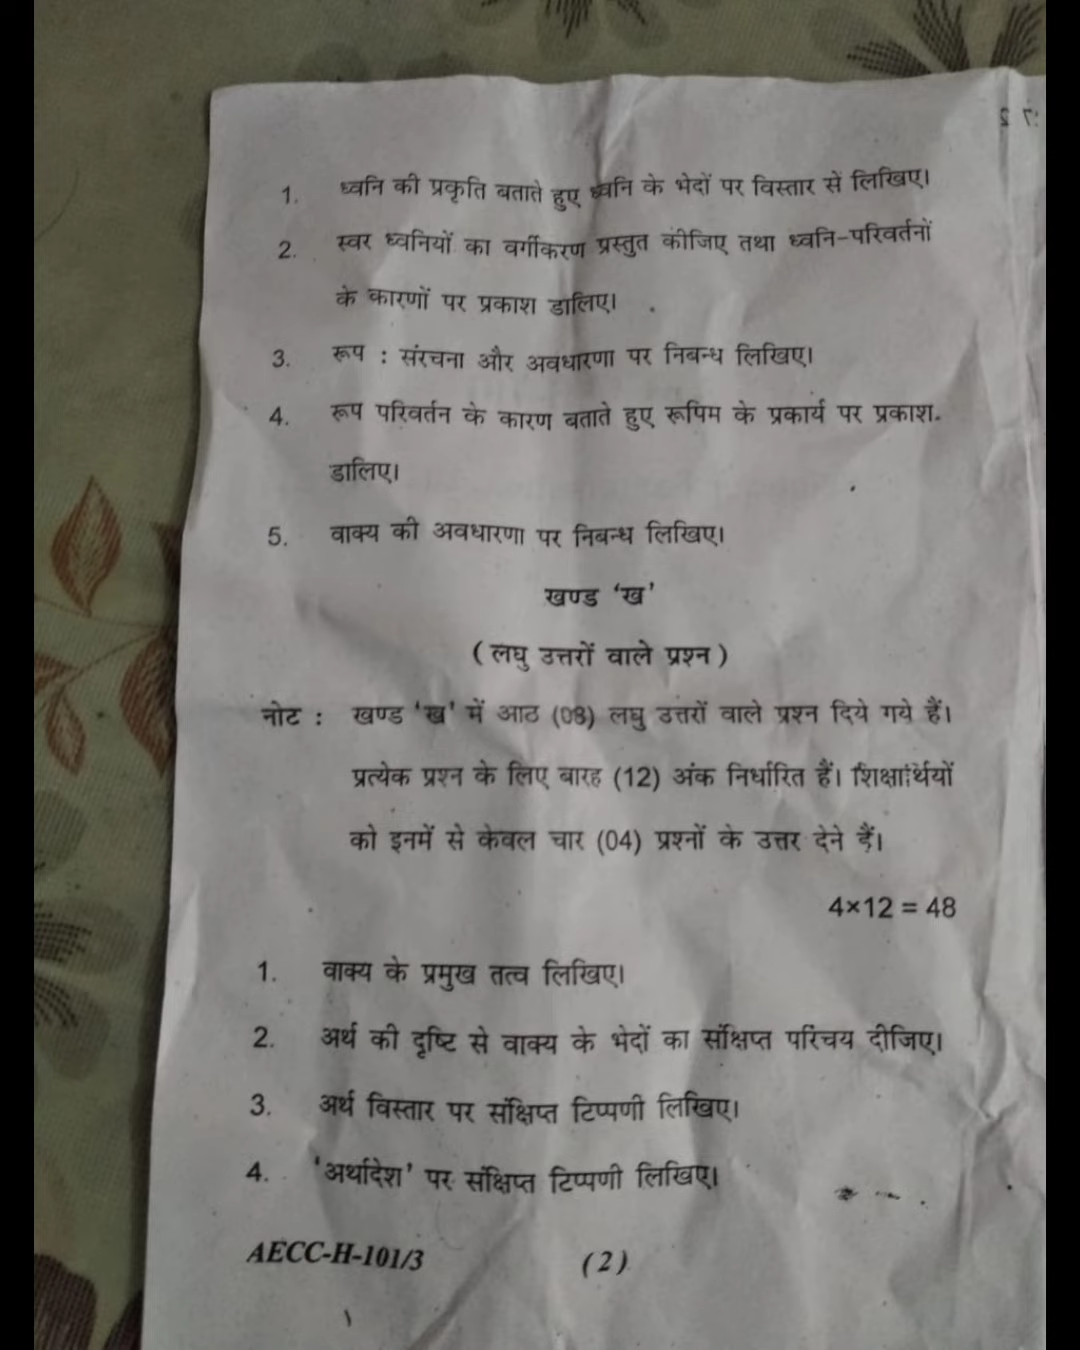 1. ध्वनि की प्रकृति बताते हुए ध्वनि के भेदों पर विस्तार से लिखिए।
2. स्वर ध्वनियों का वर्गीकरण प्रस्तुत कीजिए तथा ध्वनि-परिवर्तनों
के कारणों पर प्रकाश डालिए।
3. रूप : संरचना और अवधारणा पर निबन्ध लिखिए।
4. रूप परिवर्तन के कारण बताते हुए रूपिम के प्रकार्य पर प्रकाश
डालिए।
5. वाक्य की अवधारणा पर निबन्ध लिखिए।
खण्ड 'ख'
(लघु उत्तरों वाले प्रश्न)
नोट : खण्ड 'ख' में आठ (08) लघु उत्तरों वाले प्रश्न दिये गये हैं।
प्रत्येक प्रश्न के लिए बारह (12) अंक निर्धारित हैं। शिक्षार्थियों
को इनमें से केवल चार (04) प्रश्नों के उत्तर देने हैं।
4×12 = 48
1. वाक्य के प्रमुख तत्व लिखिए।
2. अर्थ की दृष्टि से वाक्य के भेदों का संक्षिप्त परिचय दीजिए।
3. अर्थ विस्तार पर संक्षिप्त टिप्पणी लिखिए।
4. 'अर्थादेश' पर संक्षिप्त टिप्पणी लिखिए।
AECC-H-101/3 (2)